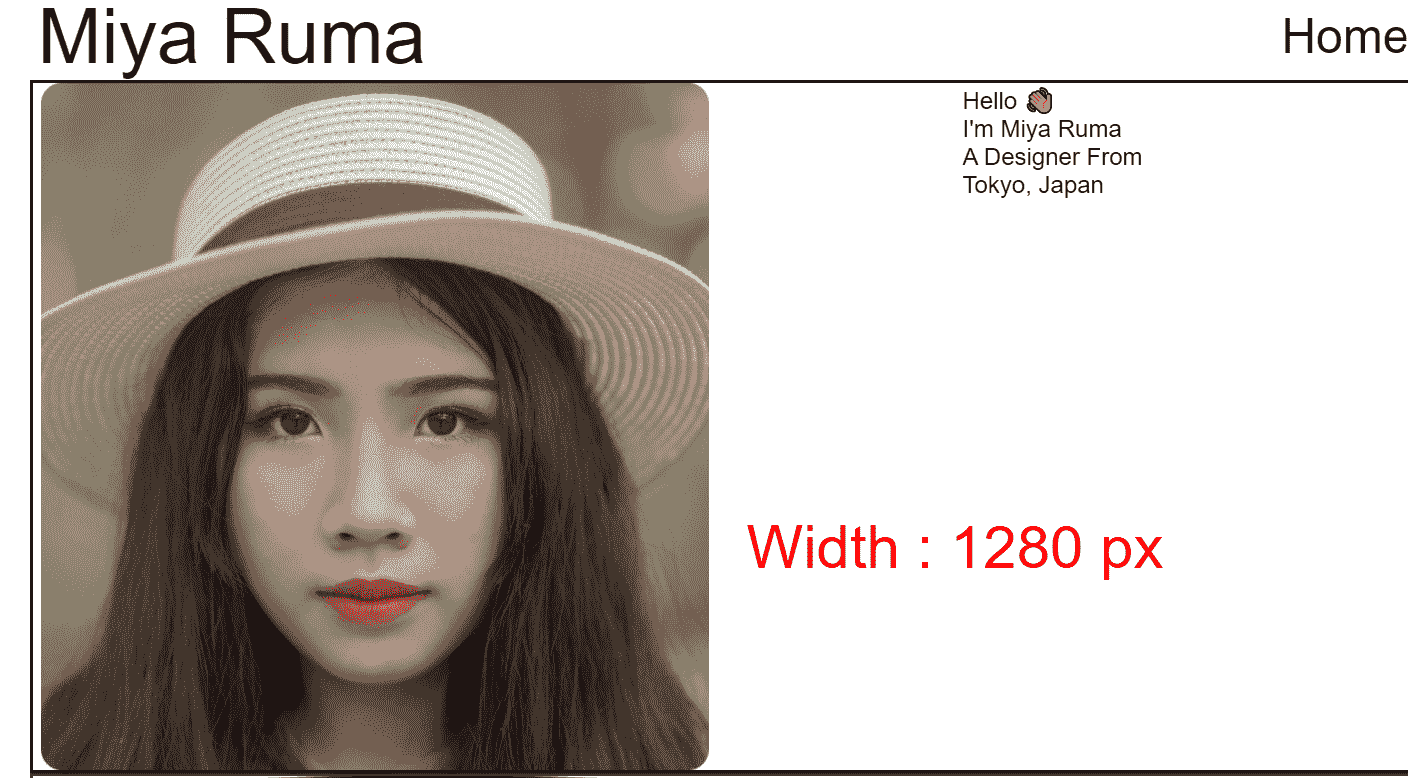 Miya Ruma
Home
Hello 👋
I'm Miya Ruma
A Designer From
Tokyo, Japan
Width : 1280 px